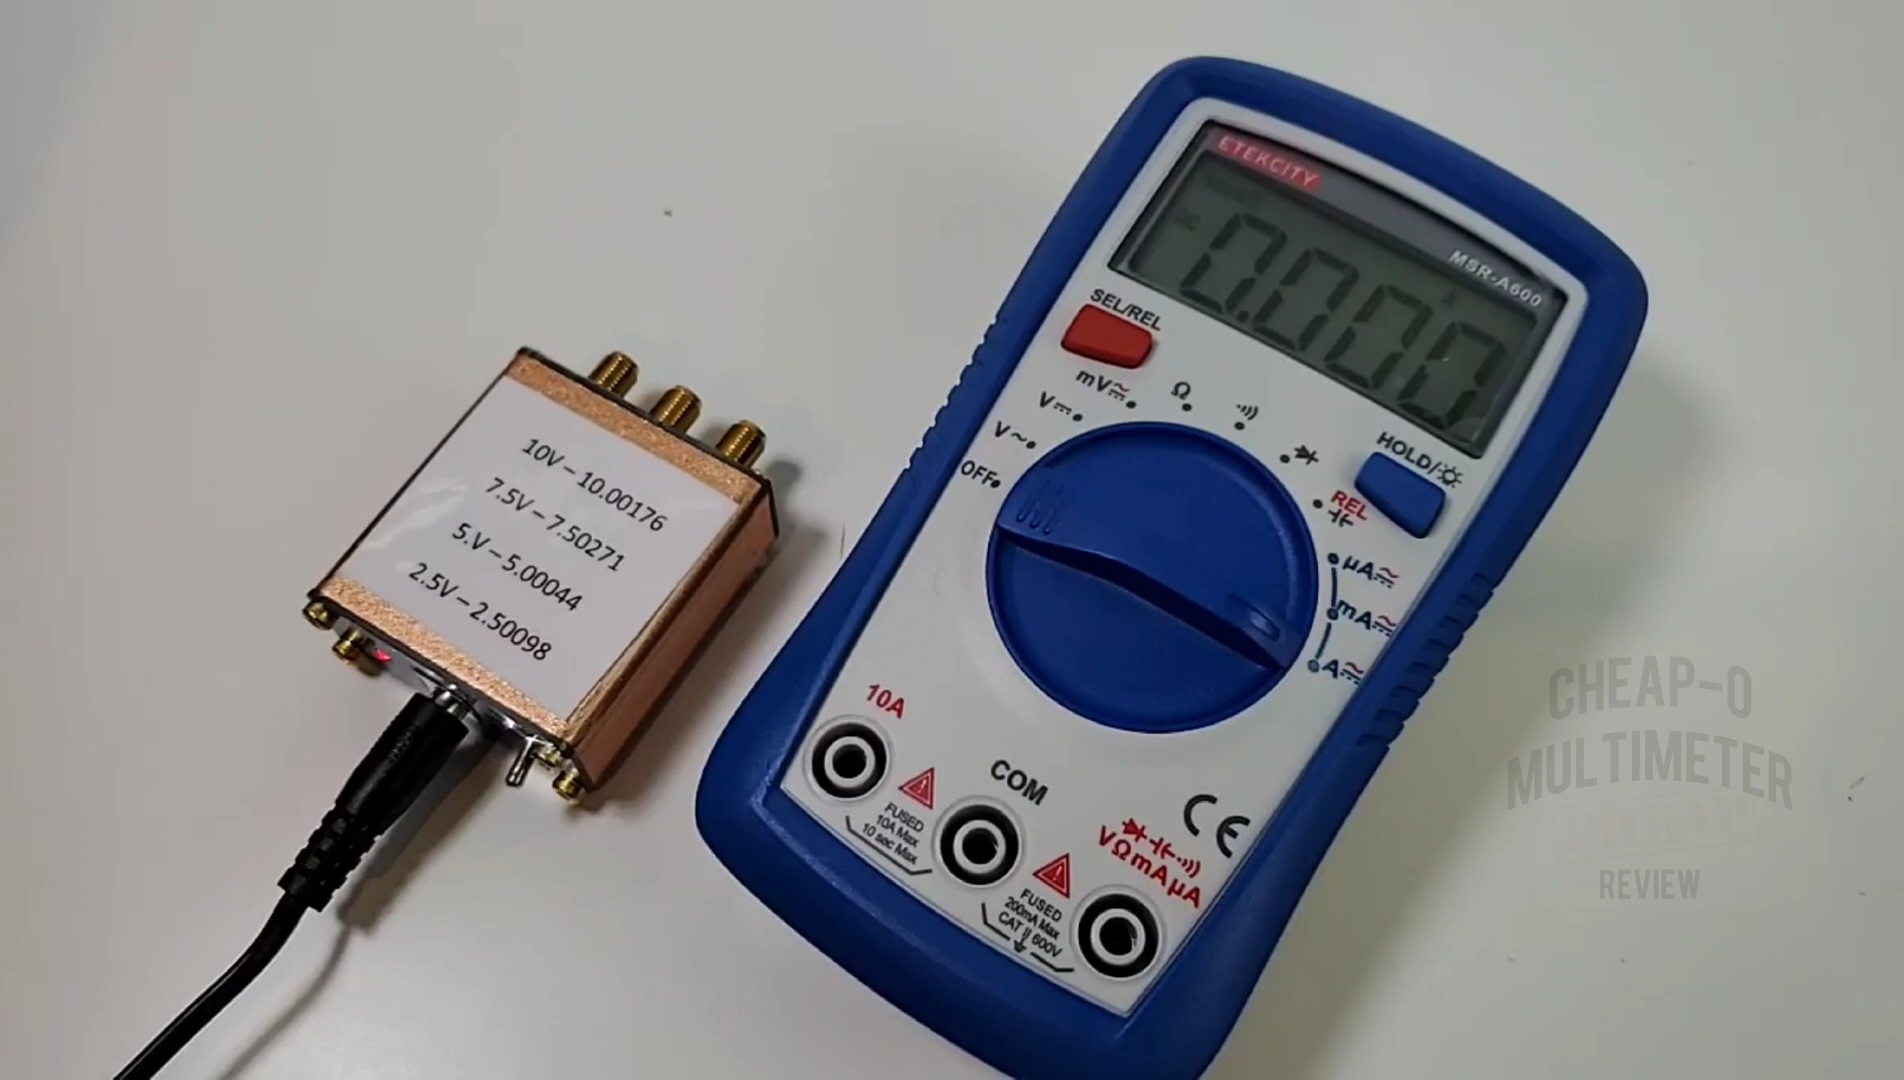 10V – 10.00176
7.5V – 7.50271
5.V – 5.00044
2.5V – 2.50098
ETEKCITY
MSR-A600
DC
0.000
A
SEL/REL
HOLD/
mV
Ω
V
V
OFF
REL
µA
mA
A
10A
COM
CE
FUSED
10A Max
10 sec Max
FUSED
200mA Max
CAT II 600V
VΩmAµA
CHEAP-O
MULTIMETER
REVIEW